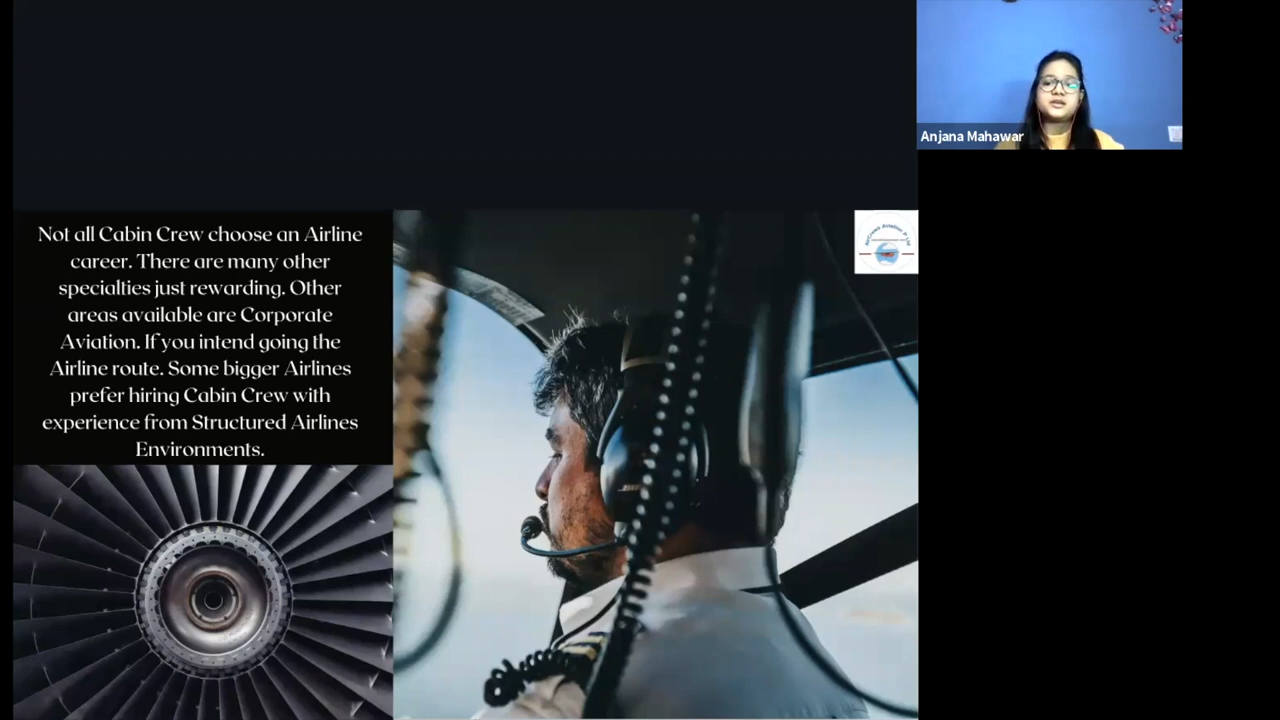 Not all Cabin Crew choose an Airline
career. There are many other
specialties just rewarding. Other
areas available are Corporate
Aviation. If you intend going the
Airline route. Some bigger Airlines
prefer hiring Cabin Crew with
experience from Structured Airlines
Environments.
Anjana Mahawar